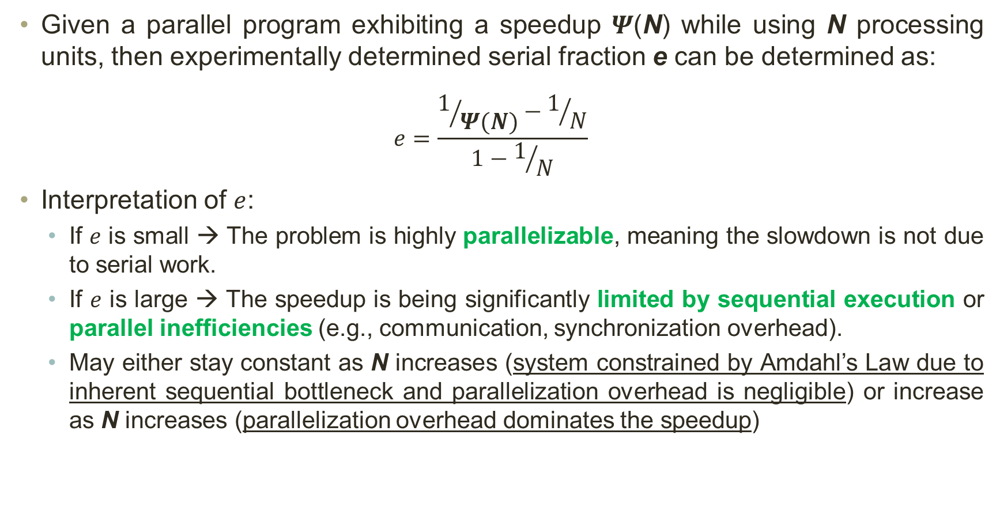 • Given a parallel program exhibiting a speedup Ψ(N) while using N processing
units, then experimentally determined serial fraction e can be determined as:
e = (1/Ψ(N) − 1/N) / (1 − 1/N)
• Interpretation of e:
• If e is small → The problem is highly parallelizable, meaning the slowdown is not due
to serial work.
• If e is large → The speedup is being significantly limited by sequential execution or
parallel inefficiencies (e.g., communication, synchronization overhead).
• May either stay constant as N increases (system constrained by Amdahl’s Law due to
inherent sequential bottleneck and parallelization overhead is negligible) or increase
as N increases (parallelization overhead dominates the speedup)